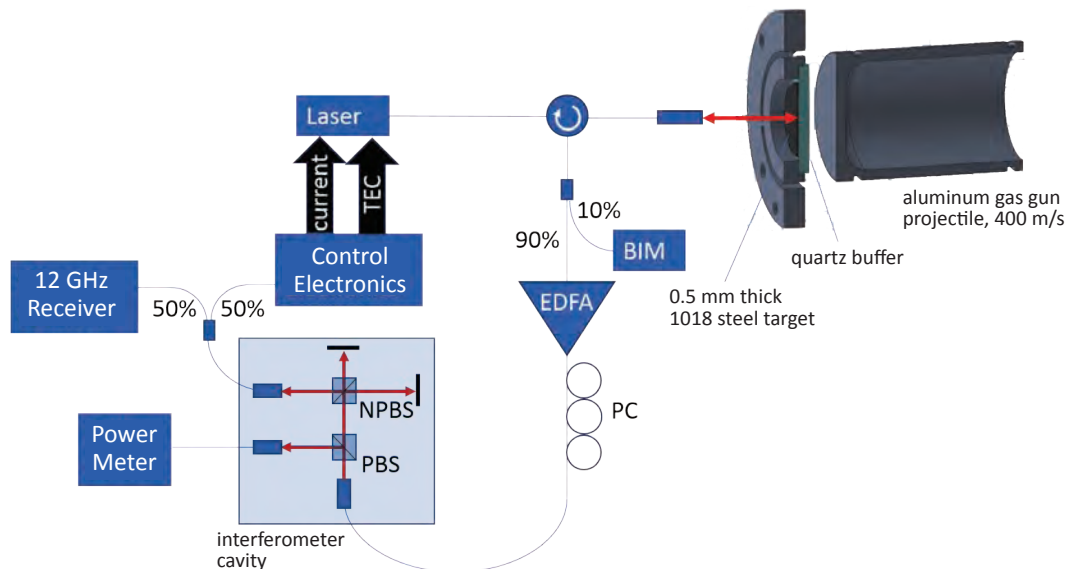 Laser
current
TEC
Control
Electronics
12 GHz
Receiver
50%
50%
10%
90%
BIM
EDFA
PC
NPBS
PBS
Power
Meter
interferometer
cavity
aluminum gas gun
projectile, 400 m/s
quartz buffer
0.5 mm thick
1018 steel target